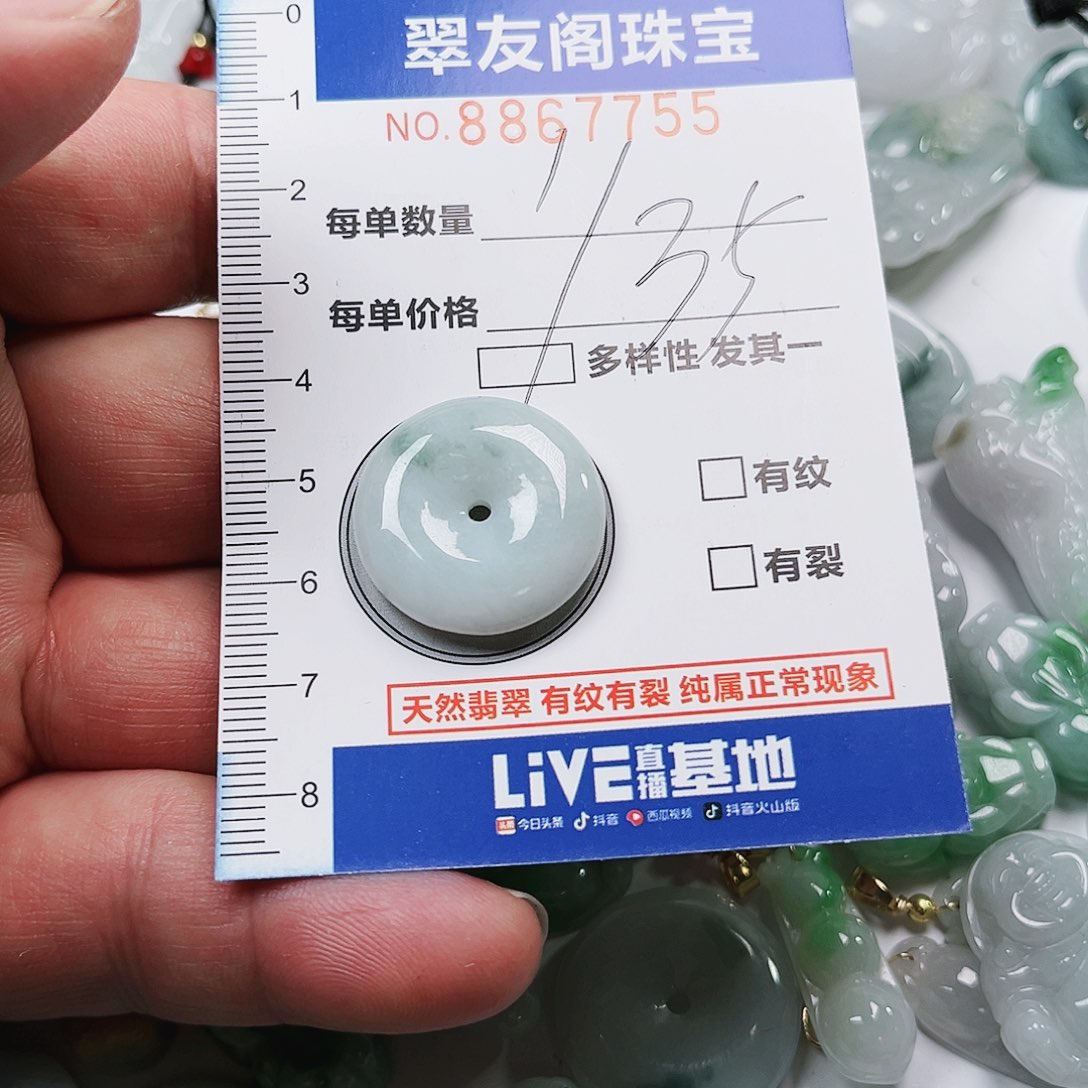 0
1
2
3
4
5
6
7
8
翠友阁珠宝
NO.8867755
每单数量
每单价格
1/35
多样性 发其一
有纹
有裂
天然翡翠 有纹有裂 纯属正常现象
LiVE直播基地
头条 今日头条 抖音 西瓜视频 抖音火山版